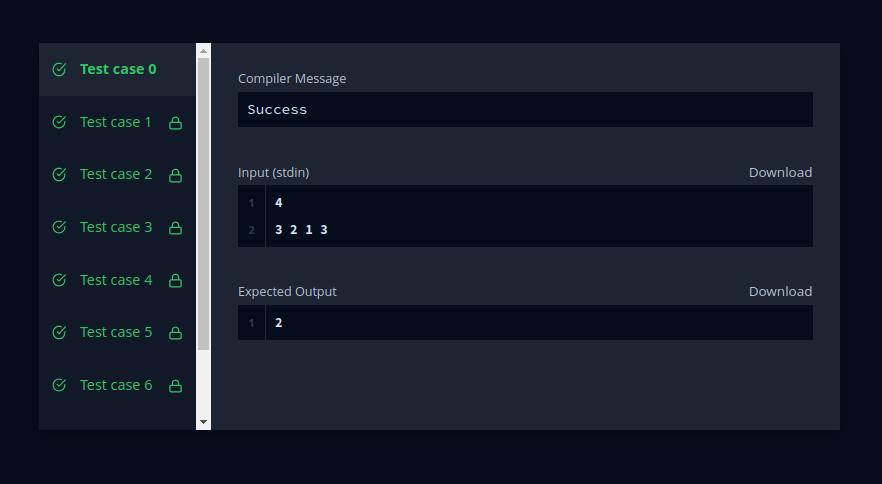 Test case 0
Test case 1
Test case 2
Test case 3
Test case 4
Test case 5
Test case 6
Compiler Message
Success
Input (stdin)
Download
1 4
2 3 2 1 3
Expected Output
Download
1 2